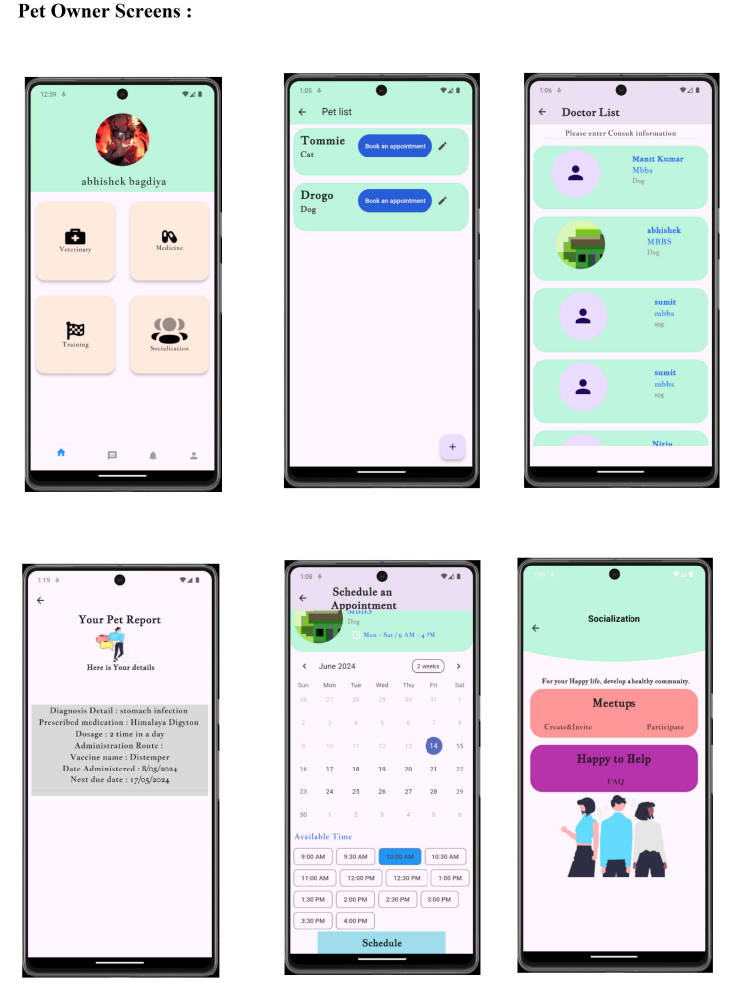 Pet Owner Screens :
12:59
abhishek bagdiya
Veterinary
Medicine
Training
Socialization
1:05
Pet list
Tommie
Cat
Book an appointment
Drogo
Dog
Book an appointment
+
1:06
Doctor List
Please enter Consuk information
Manit Kumar
Mbbs
Dog
abhishek
MBBS
Dog
sumit
mbbs
spg
sumit
mbbs
spg
Nitin
1:19
Your Pet Report
Here is Your details
Diagnosis Detail : stomach infection
Prescribed medication : Himalaya Digyton
Dosage : 2 time in a day
Administration Route :
Vaccine name : Distemper
Date Administered : 8/05/2024
Next due date : 17/05/2024
1:08
Schedule an
Appointment
MBBS
Dog
Mon - Sat / 9 AM - 4 PM
June 2024
2 weeks
Sun Mon Tue Wed Thu Fri Sat
26 27 28 29 30 31 1
2 3 4 5 6 7 8
9 10 11 12 13 14 15
16 17 18 19 20 21 22
23 24 25 26 27 28 29
30 1 2 3 4 5 6
Available Time
9:00 AM 9:30 AM 10:00 AM 10:30 AM
11:00 AM 12:00 PM 12:30 PM 1:00 PM
1:30 PM 2:00 PM 2:30 PM 3:00 PM
3:30 PM 4:00 PM
Schedule
Socialization
For your Happy life, develop a healthy community.
Meetups
Create&Invite Participate
Happy to Help
FAQ